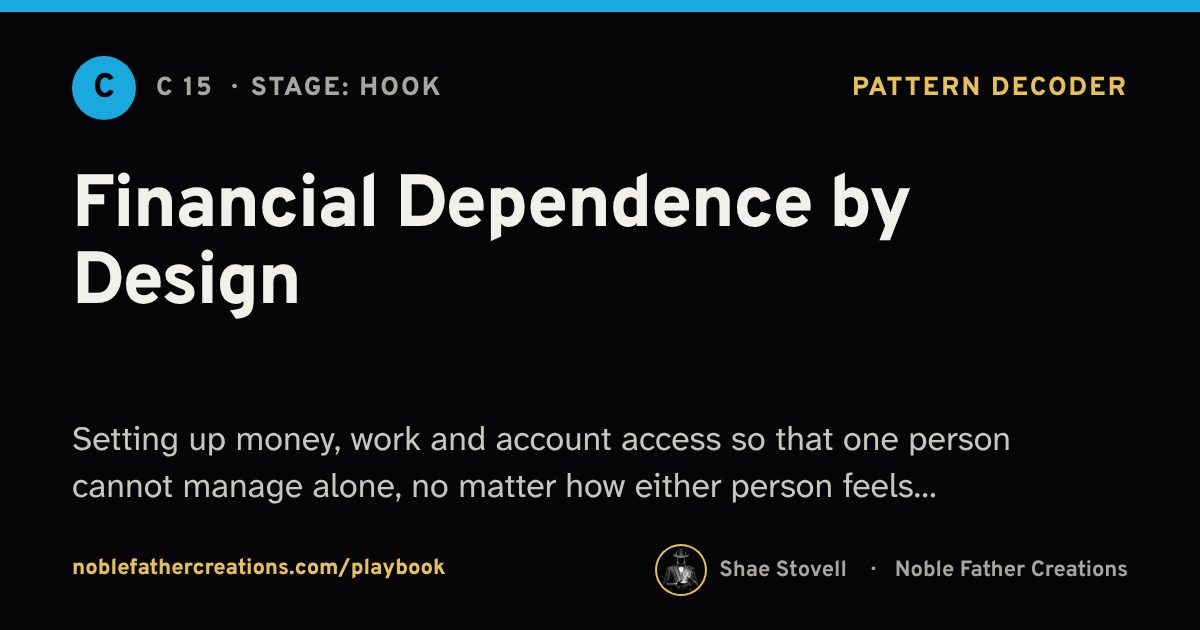 C
C 15 · STAGE: HOOK
PATTERN DECODER
Financial Dependence by
Design
Setting up money, work and account access so that one person
cannot manage alone, no matter how either person feels...
noblefathercreations.com/playbook
Shae Stovell · Noble Father Creations